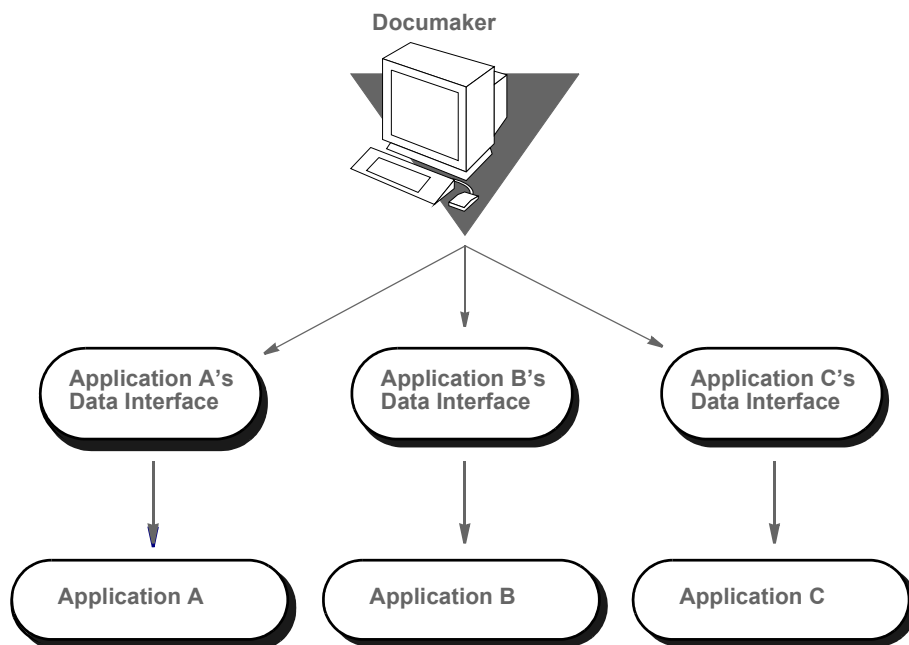 Documaker
Application A’s
Data Interface
Application B’s
Data Interface
Application C’s
Data Interface
Application A
Application B
Application C